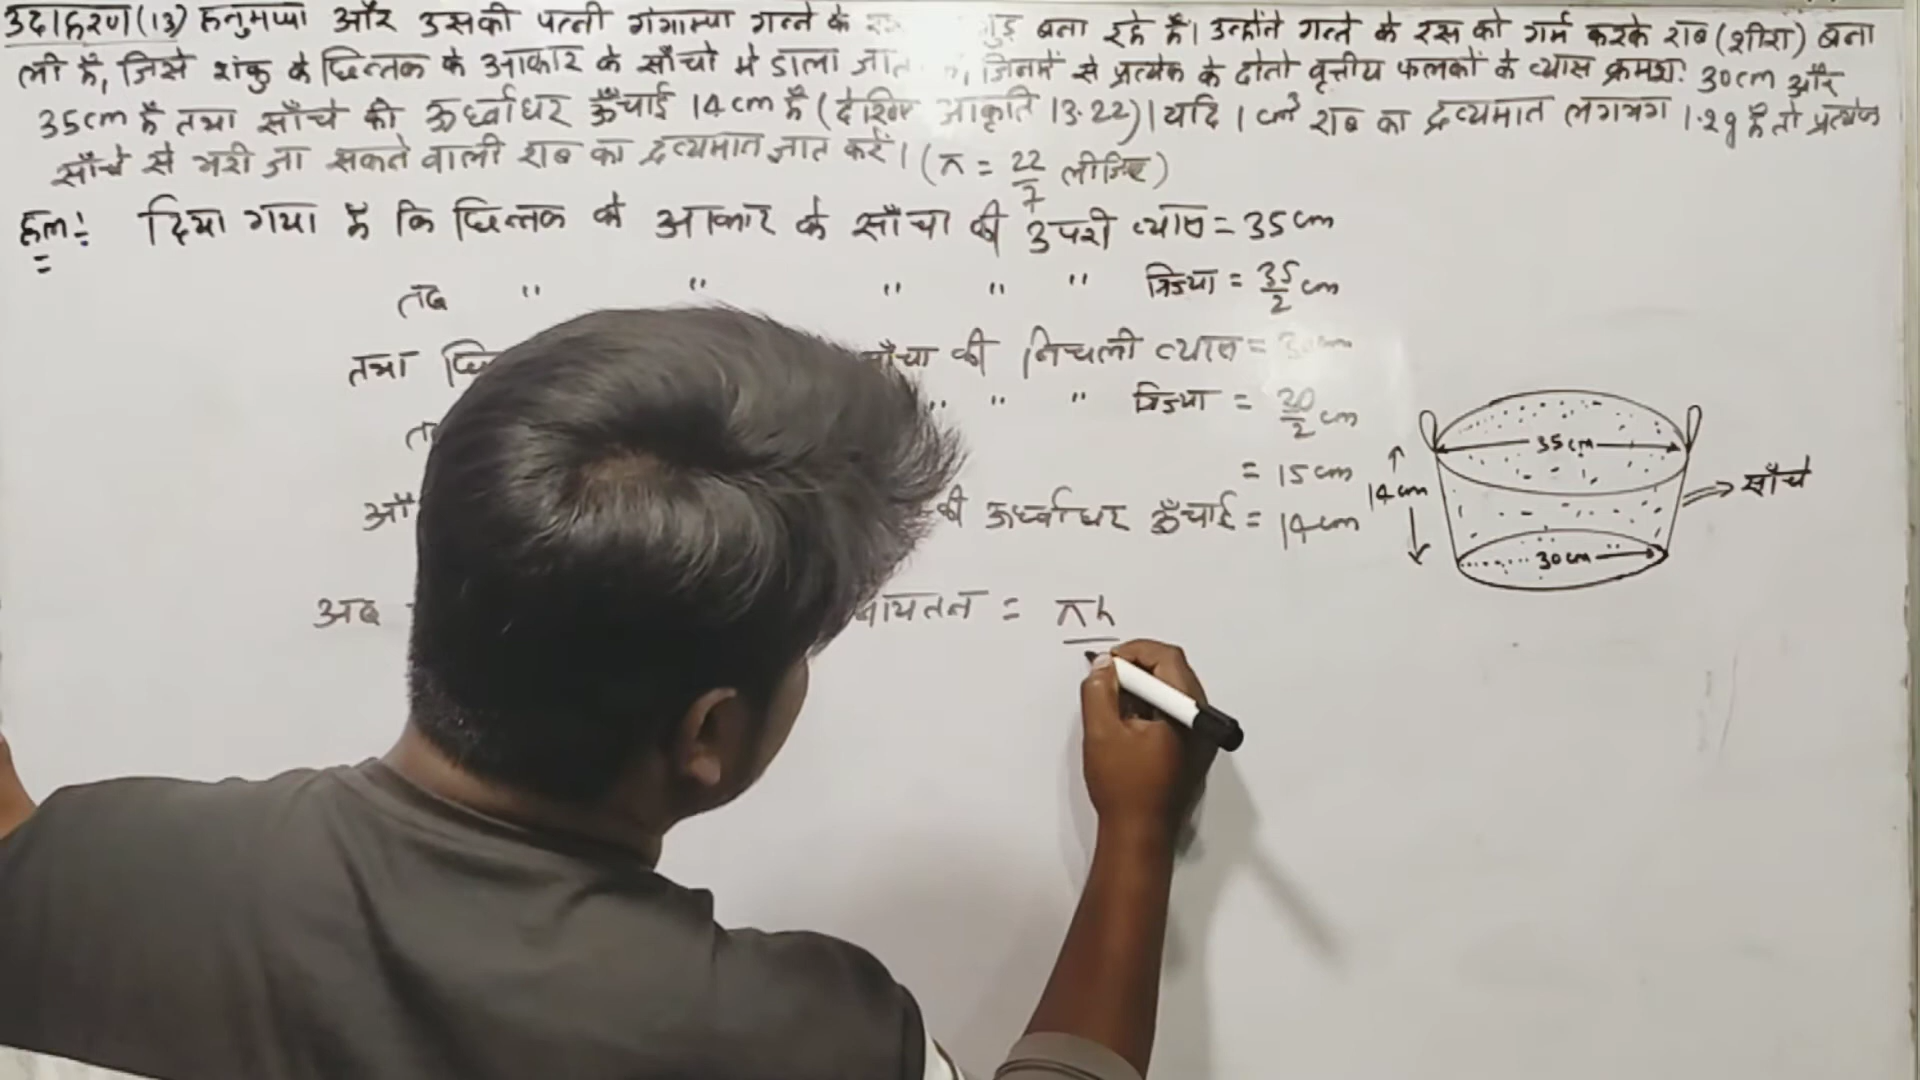 उदाहरण(13) हनुमप्पा और उसकी पत्नी गंगाम्मा गन्ने के गुड़ बना रहे हैं। उन्होंने गन्ने के रस को गर्म करके राब (शीरा) बना
ली है, जिसे शंकु के छिन्नक के आकार के साँचो मे डाला जिनमें से प्रत्येक के दोनो वृत्तीय फलकों के व्यास क्रमशः 30cm और
35cm है तथा साँचे की ऊर्ध्वाधर ऊँचाई 14cm है (देखिए आकृति 13.22)। यदि 1 cm³ राब का द्रव्यमान लगभग 1.2g है तो प्रत्येक
साँचे से भरी जा सकने वाली राब का द्रव्यमान ज्ञात करें। (π = 22/7 लीजिए)
हल:- दिया गया है कि छिन्नक के आकार के साँचा की उपरी व्यास = 35cm
तब " " " " " त्रिज्या = 35/2 cm
तथा साँचा की निचली व्यास = 30cm
" " " त्रिज्या = 30/2 cm
= 15cm
की ऊर्ध्वाधर ऊँचाई = 14cm
अब आयतन = πh
35cm
14cm
साँचे
30cm